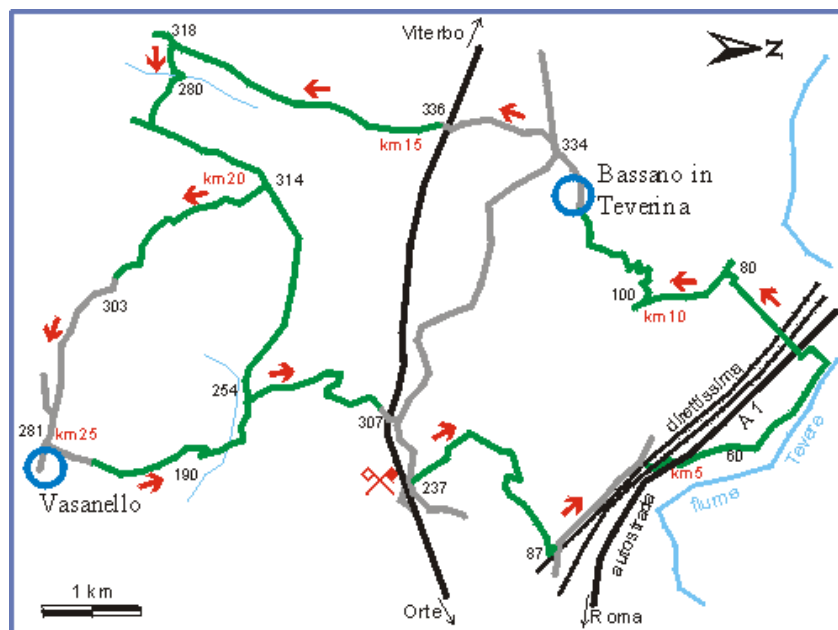 318
Viterbo
N
280
336
km15
334
Bassano in
Teverina
km20
314
80
100
km10
303
direttissima
A 1
254
307
Tevere
281
km25
60
190
237
km5
fiume
Vasanello
87
autostrada
1 km
Orte
Roma